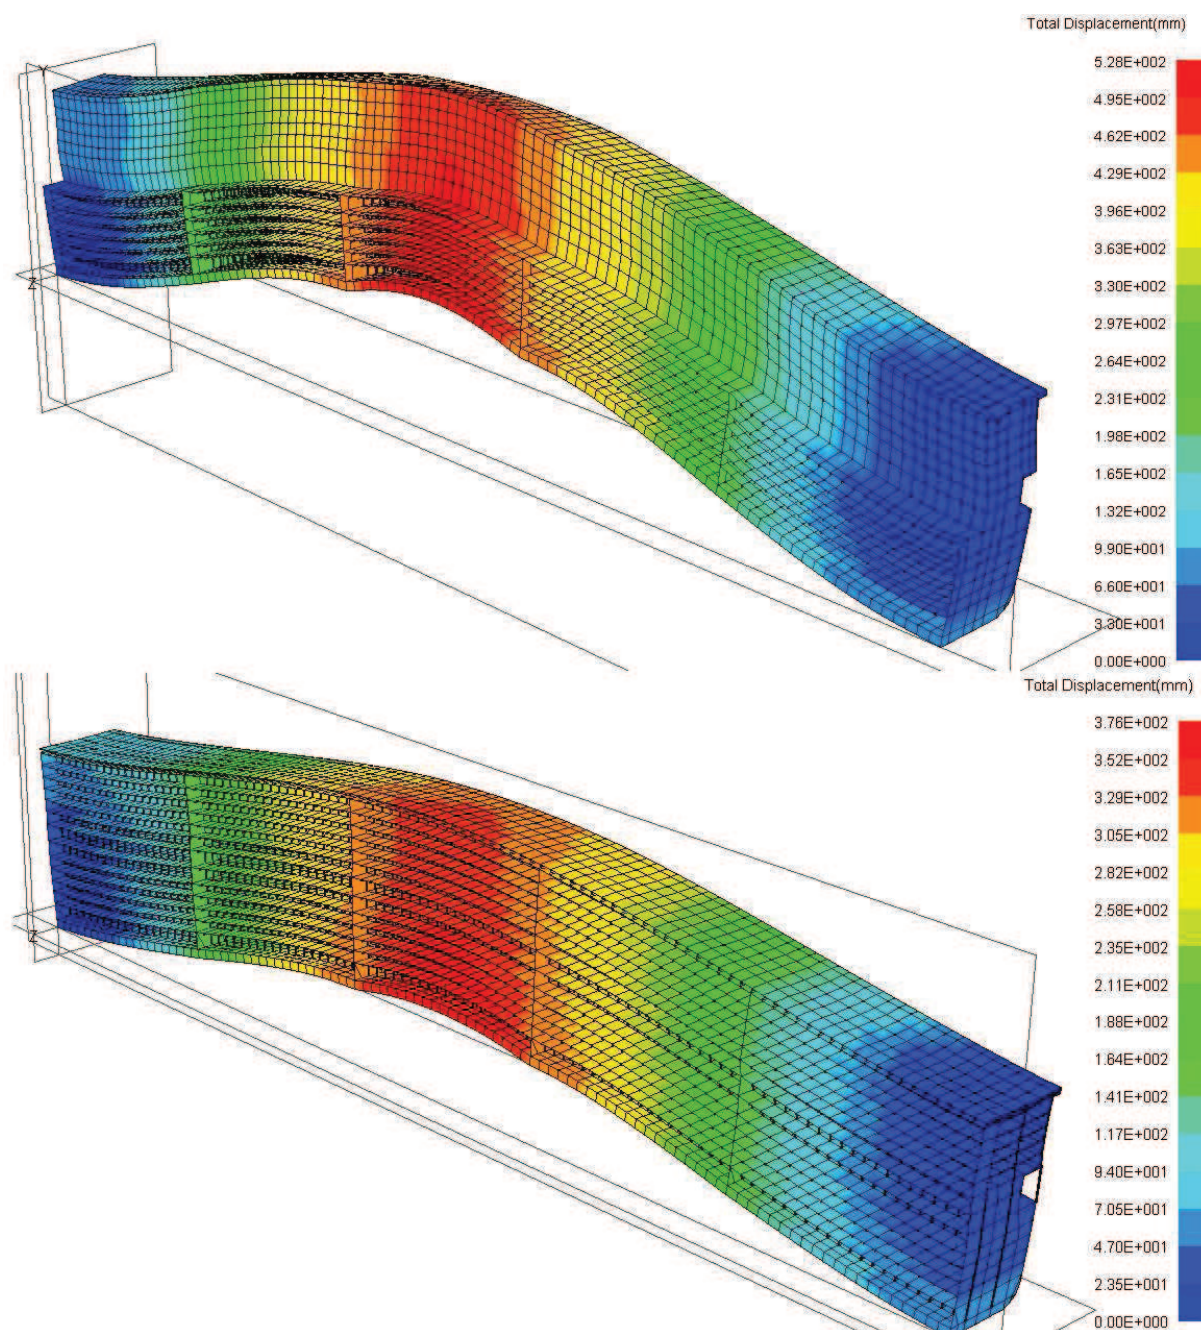 Total Displacement(mm)
5.28E+002
4.95E+002
4.62E+002
4.29E+002
3.96E+002
3.63E+002
3.30E+002
2.97E+002
2.64E+002
2.31E+002
1.98E+002
1.65E+002
1.32E+002
9.90E+001
6.60E+001
3.30E+001
0.00E+000
Y
Z
Total Displacement(mm)
3.76E+002
3.52E+002
3.29E+002
3.05E+002
2.82E+002
2.58E+002
2.35E+002
2.11E+002
1.88E+002
1.64E+002
1.41E+002
1.17E+002
9.40E+001
7.05E+001
4.70E+001
2.35E+001
0.00E+000
Z